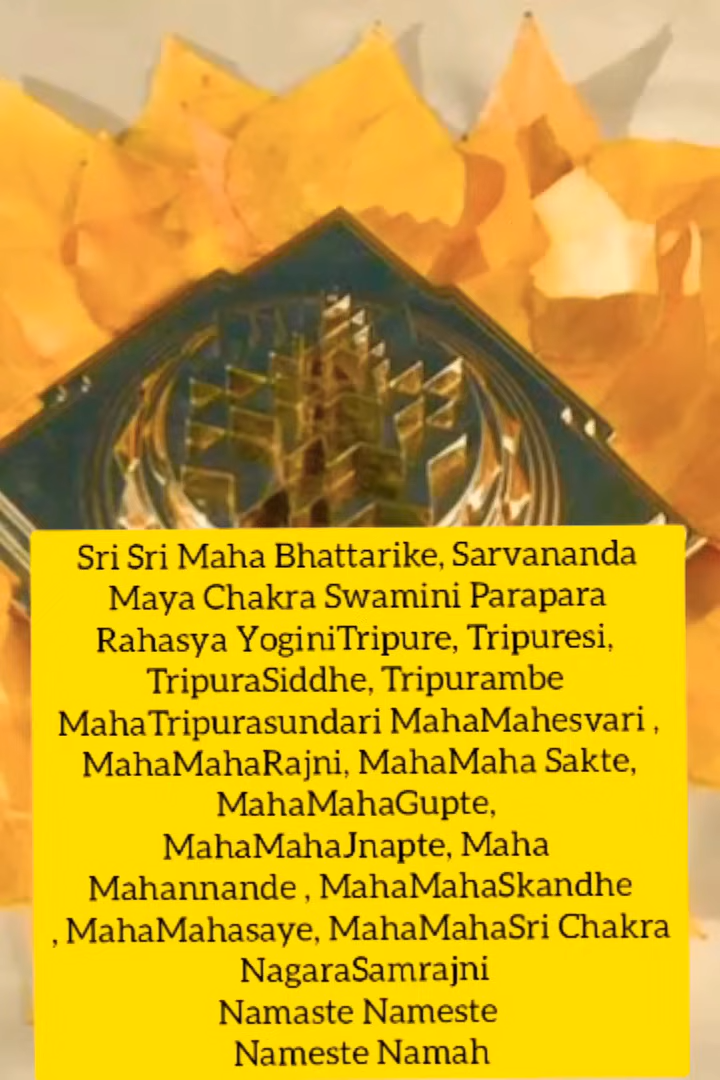 Sri Sri Maha Bhattarike, Sarvananda
Maya Chakra Swamini Parapara
Rahasya YoginiTripure, Tripuresi,
TripuraSiddhe, Tripurambe
MahaTripurasundari MahaMahesvari ,
MahaMahaRajni, MahaMaha Sakte,
MahaMahaGupte,
MahaMahaJnapte, Maha
Mahannande , MahaMahaSkandhe
, MahaMahasaye, MahaMahaSri Chakra
NagaraSamrajni
Namaste Nameste
Nameste Namah